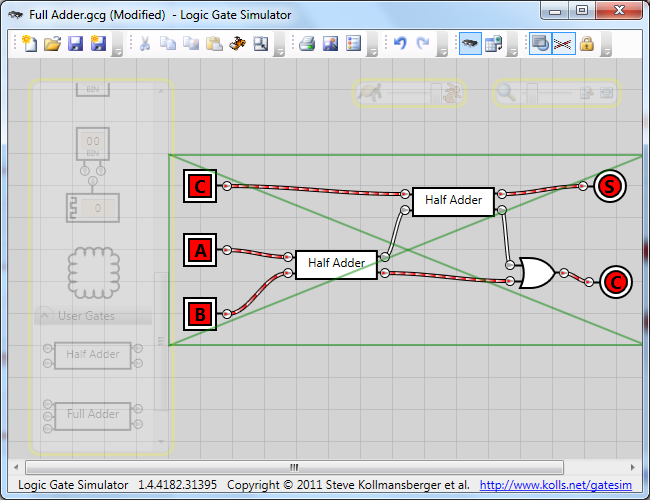 Full Adder.gcg (Modified) - Logic Gate Simulator
BIN
00
BIN
0
User Gates
Half Adder
Full Adder
C
Half Adder
S
A
Half Adder
C
B
Logic Gate Simulator 1.4.4182.31395 Copyright © 2011 Steve Kollmansberger et al. http://www.kolls.net/gatesim